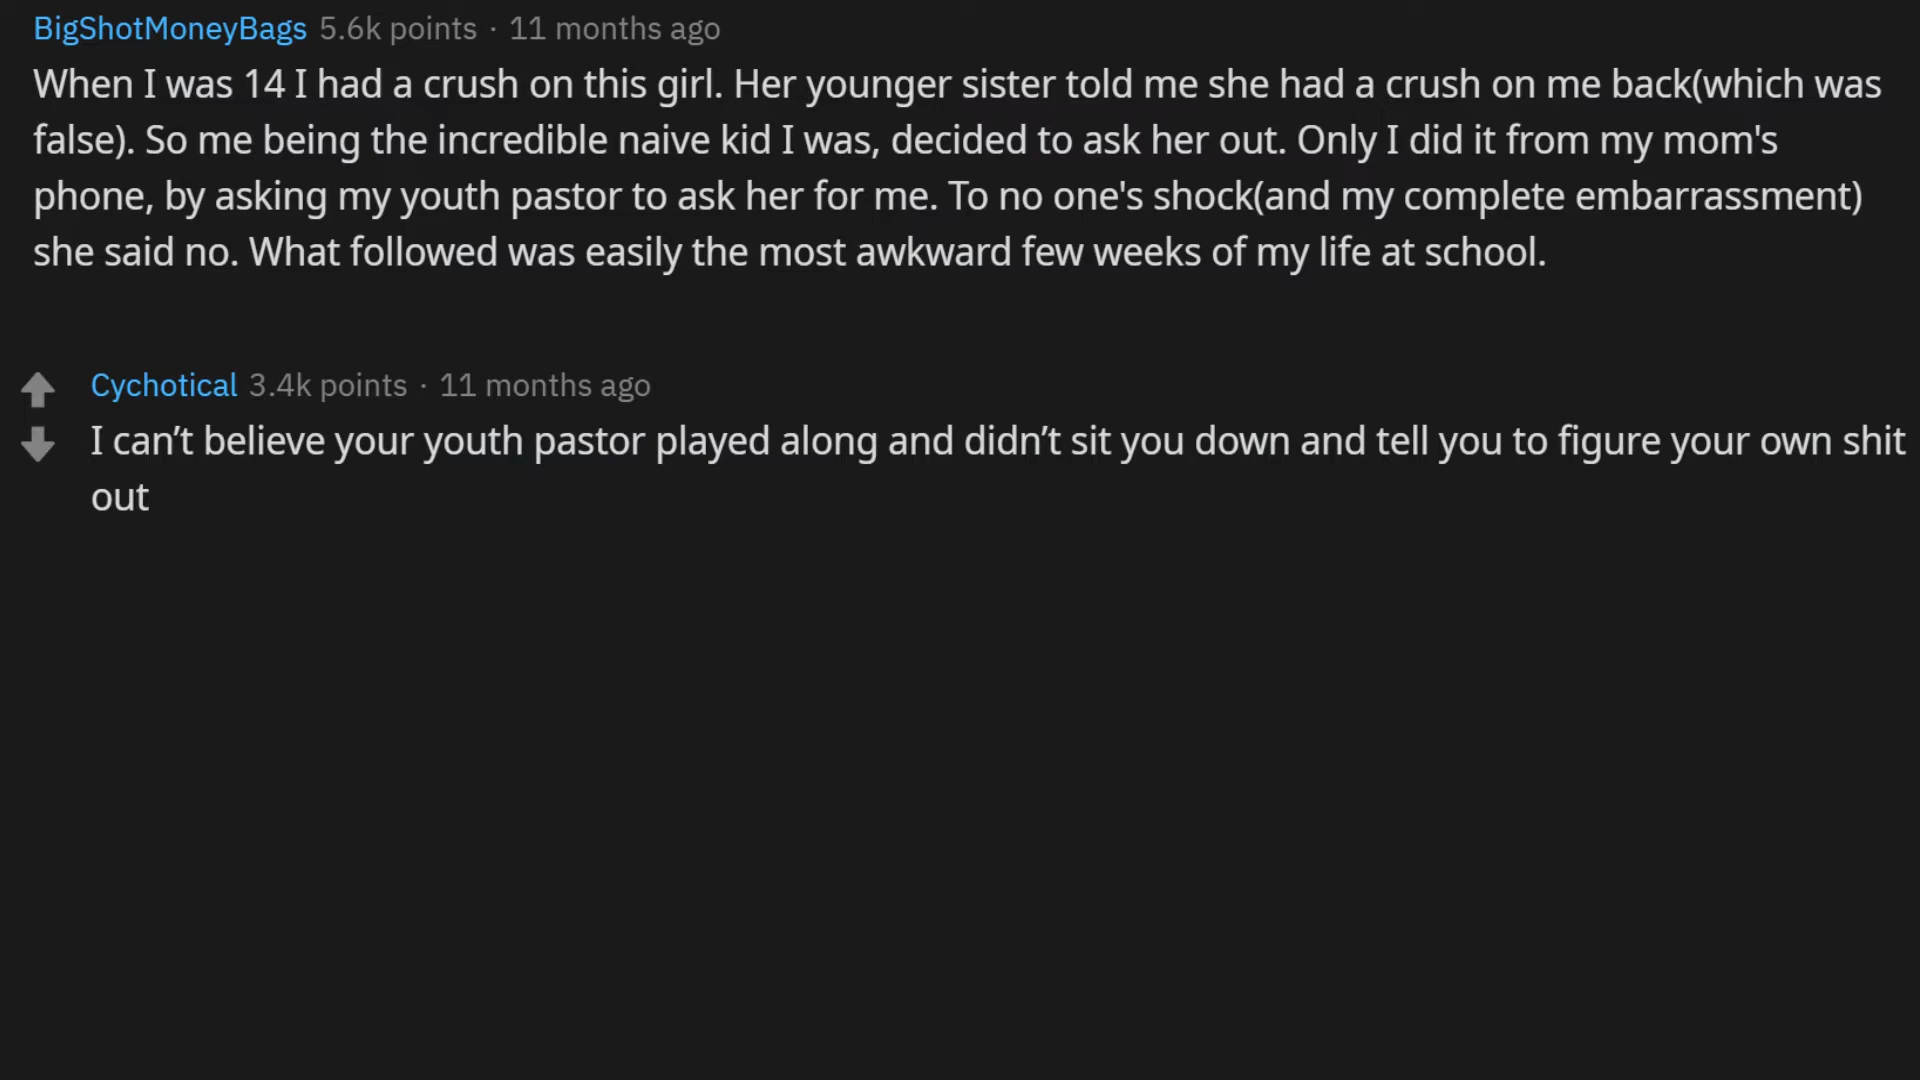 BigShotMoneyBags 5.6k points · 11 months ago
When I was 14 I had a crush on this girl. Her younger sister told me she had a crush on me back(which was
false). So me being the incredible naive kid I was, decided to ask her out. Only I did it from my mom's
phone, by asking my youth pastor to ask her for me. To no one's shock(and my complete embarrassment)
she said no. What followed was easily the most awkward few weeks of my life at school.
Cychotical 3.4k points · 11 months ago
I can’t believe your youth pastor played along and didn’t sit you down and tell you to figure your own shit
out